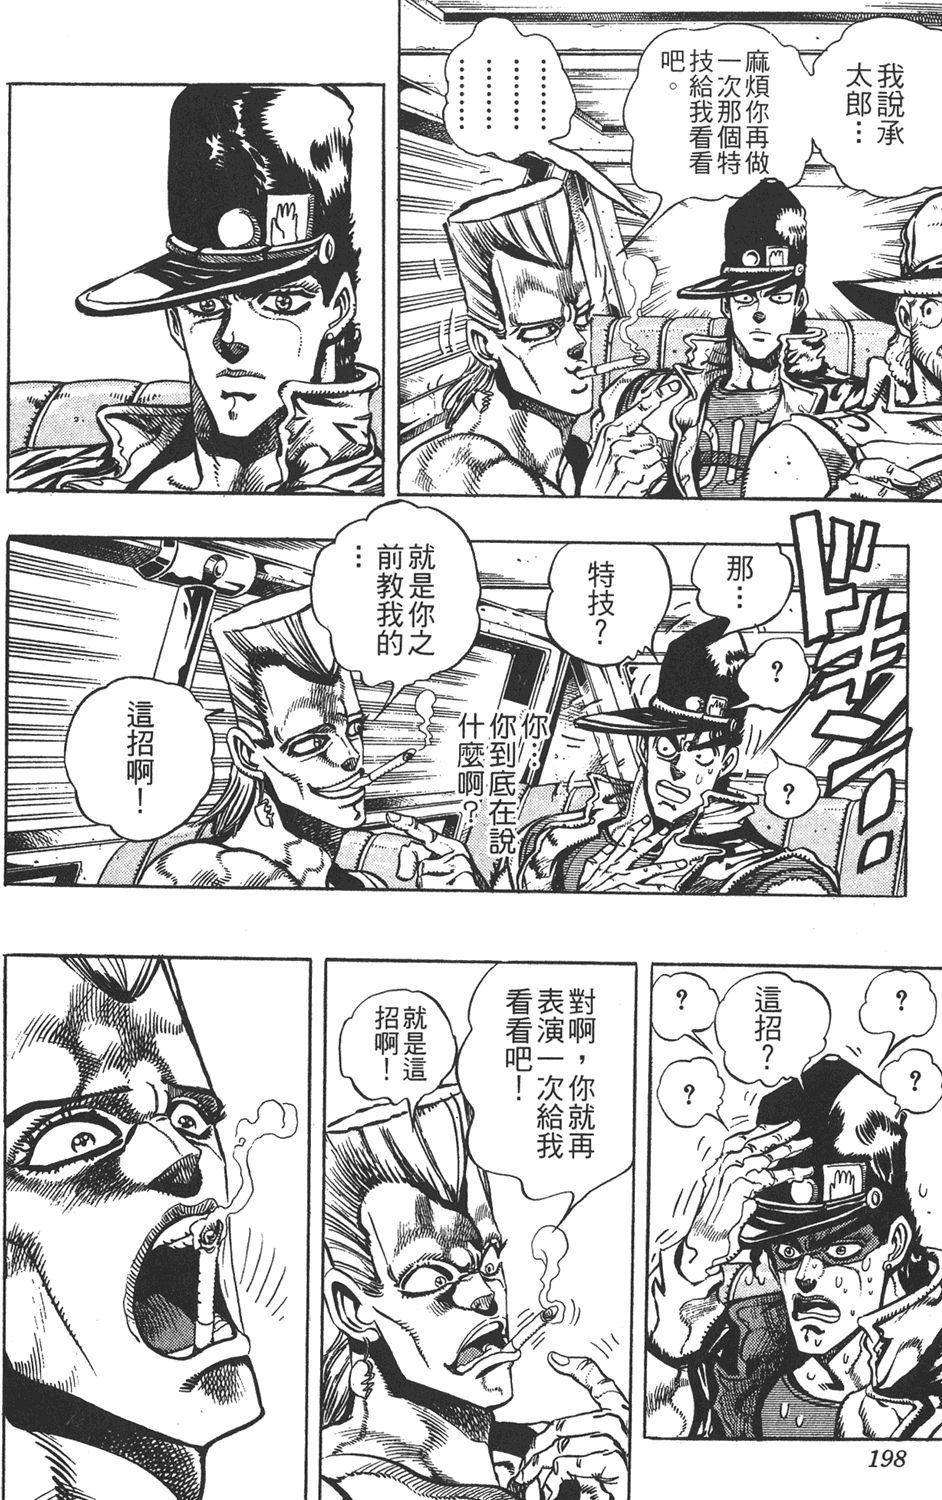 我說承
太郎…
麻煩你再做
一次那個特
技給我看看
吧。
…………
…………
…………
…………
ドキン
那…
？
？
特技？
你…
你到底在說
什麼啊？
就是你之
前教我的
…
這招啊！
？
這招？
？
？
？
對啊，你就再
表演一次給我
看看吧！
就是這
招啊！
198